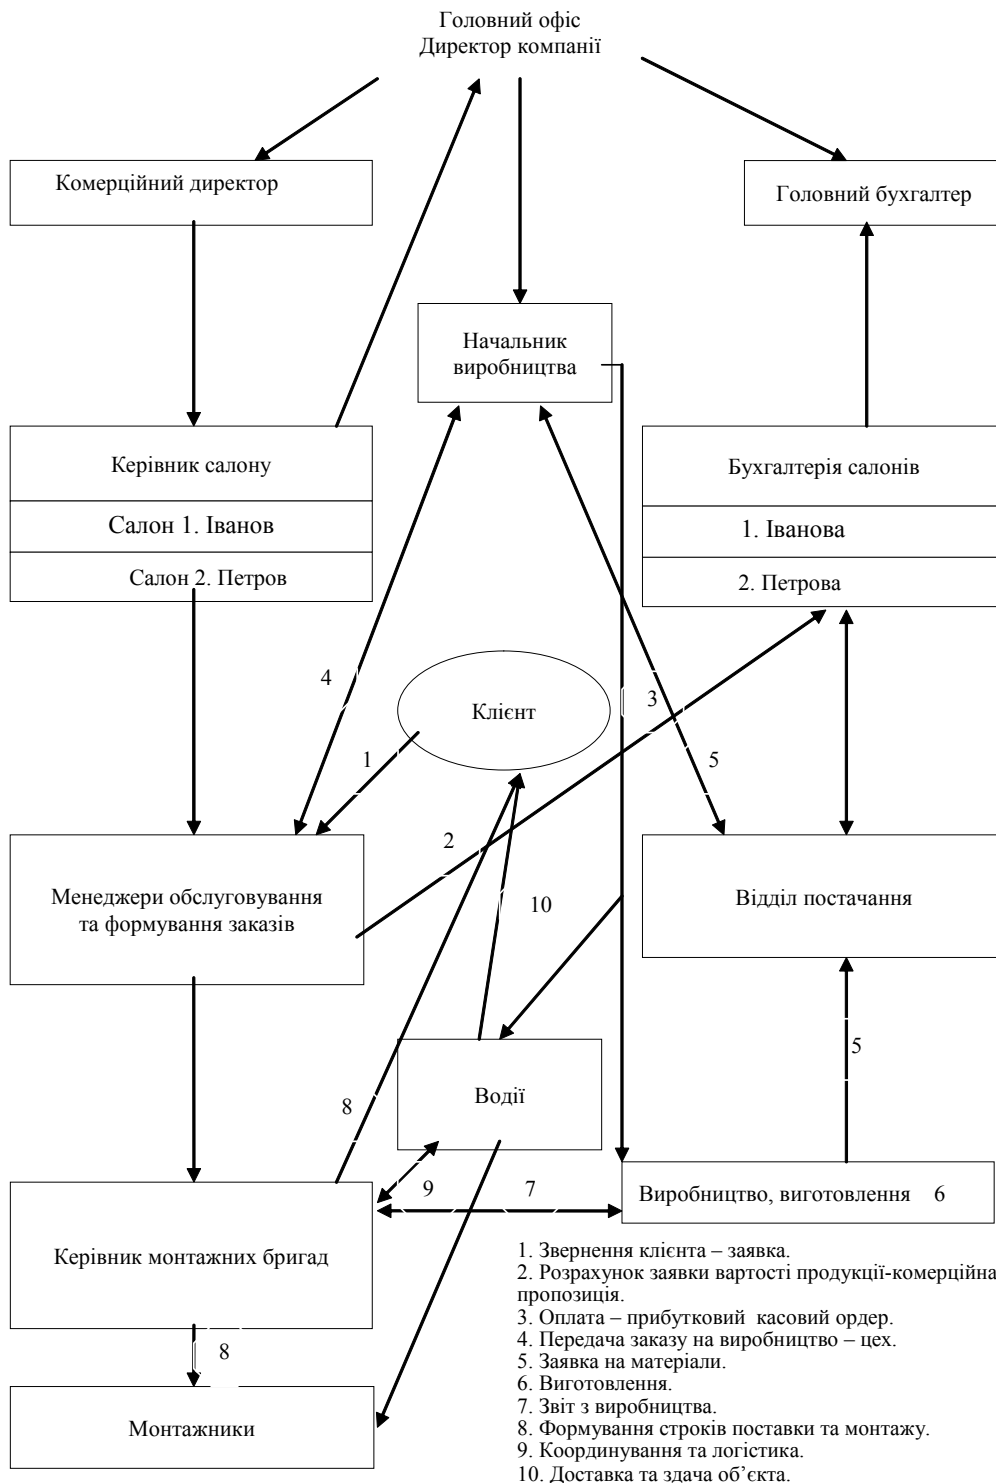 Головний офіс
Директор компанії
Комерційний директор
Головний бухгалтер
Начальник
виробництва
Керівник салону
Салон 1. Іванов
Салон 2. Петров
Бухгалтерія салонів
1. Іванова
2. Петрова
4
Клієнт
3
1
5
2
Менеджери обслуговування
та формування заказів
Відділ постачання
10
5
Водії
8
9
7
Виробництво, виготовлення 6
Керівник монтажних бригад
8
Монтажники
1. Звернення клієнта – заявка.
2. Розрахунок заявки вартості продукції-комерційна
пропозиція.
3. Оплата – прибутковий касовий ордер.
4. Передача заказу на виробництво – цех.
5. Заявка на матеріали.
6. Виготовлення.
7. Звіт з виробництва.
8. Формування строків поставки та монтажу.
9. Координування та логістика.
10. Доставка та здача об’єкта.